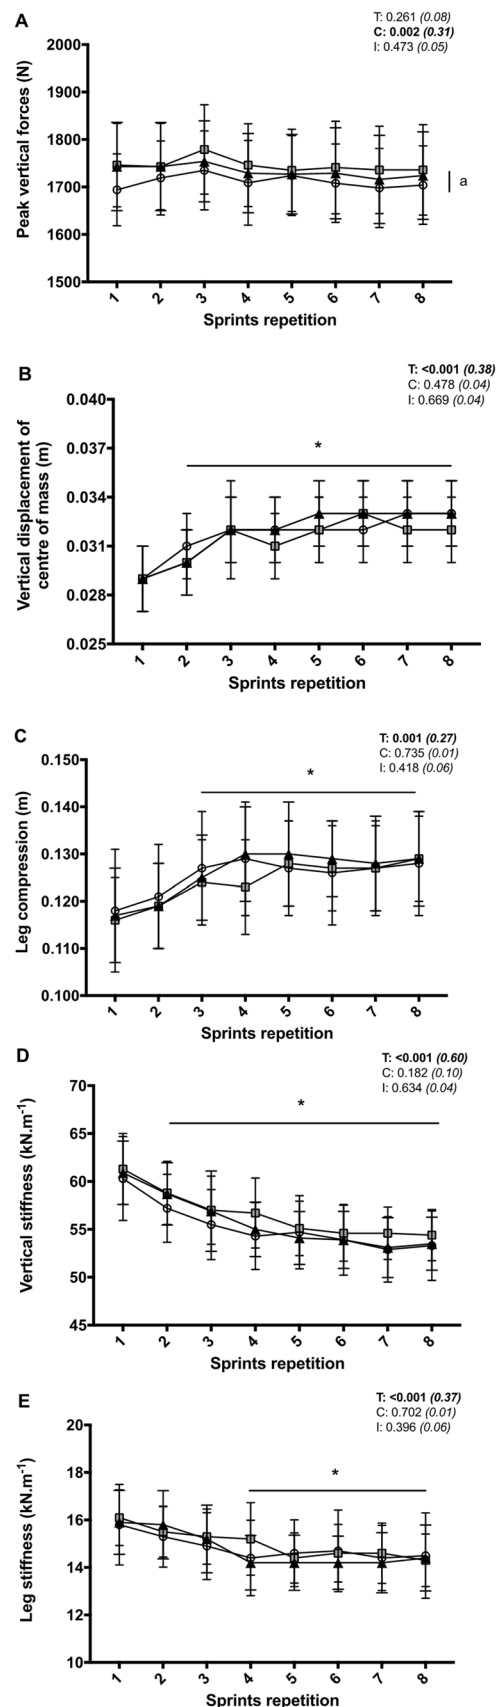 A
T: 0.261 (0.08)
C: 0.002 (0.31)
I: 0.473 (0.05)
Peak vertical forces (N)
2000
1900
1800
1700
1600
1500
a
1 2 3 4 5 6 7 8
Sprints repetition
B
T: <0.001 (0.38)
C: 0.478 (0.04)
I: 0.669 (0.04)
Vertical displacement of
centre of mass (m)
0.040
0.037
0.034
0.031
0.028
0.025
*
1 2 3 4 5 6 7 8
Sprints repetition
C
T: 0.001 (0.27)
C: 0.735 (0.01)
I: 0.418 (0.06)
Leg compression (m)
0.150
0.140
0.130
0.120
0.110
0.100
*
1 2 3 4 5 6 7 8
Sprints repetition
D
T: <0.001 (0.60)
C: 0.182 (0.10)
I: 0.634 (0.04)
Vertical stiffness (kN.m-1)
70
65
60
55
50
45
*
1 2 3 4 5 6 7 8
Sprints repetition
E
T: <0.001 (0.37)
C: 0.702 (0.01)
I: 0.396 (0.06)
Leg stiffness (kN.m-1)
20
18
16
14
12
10
*
1 2 3 4 5 6 7 8
Sprints repetition